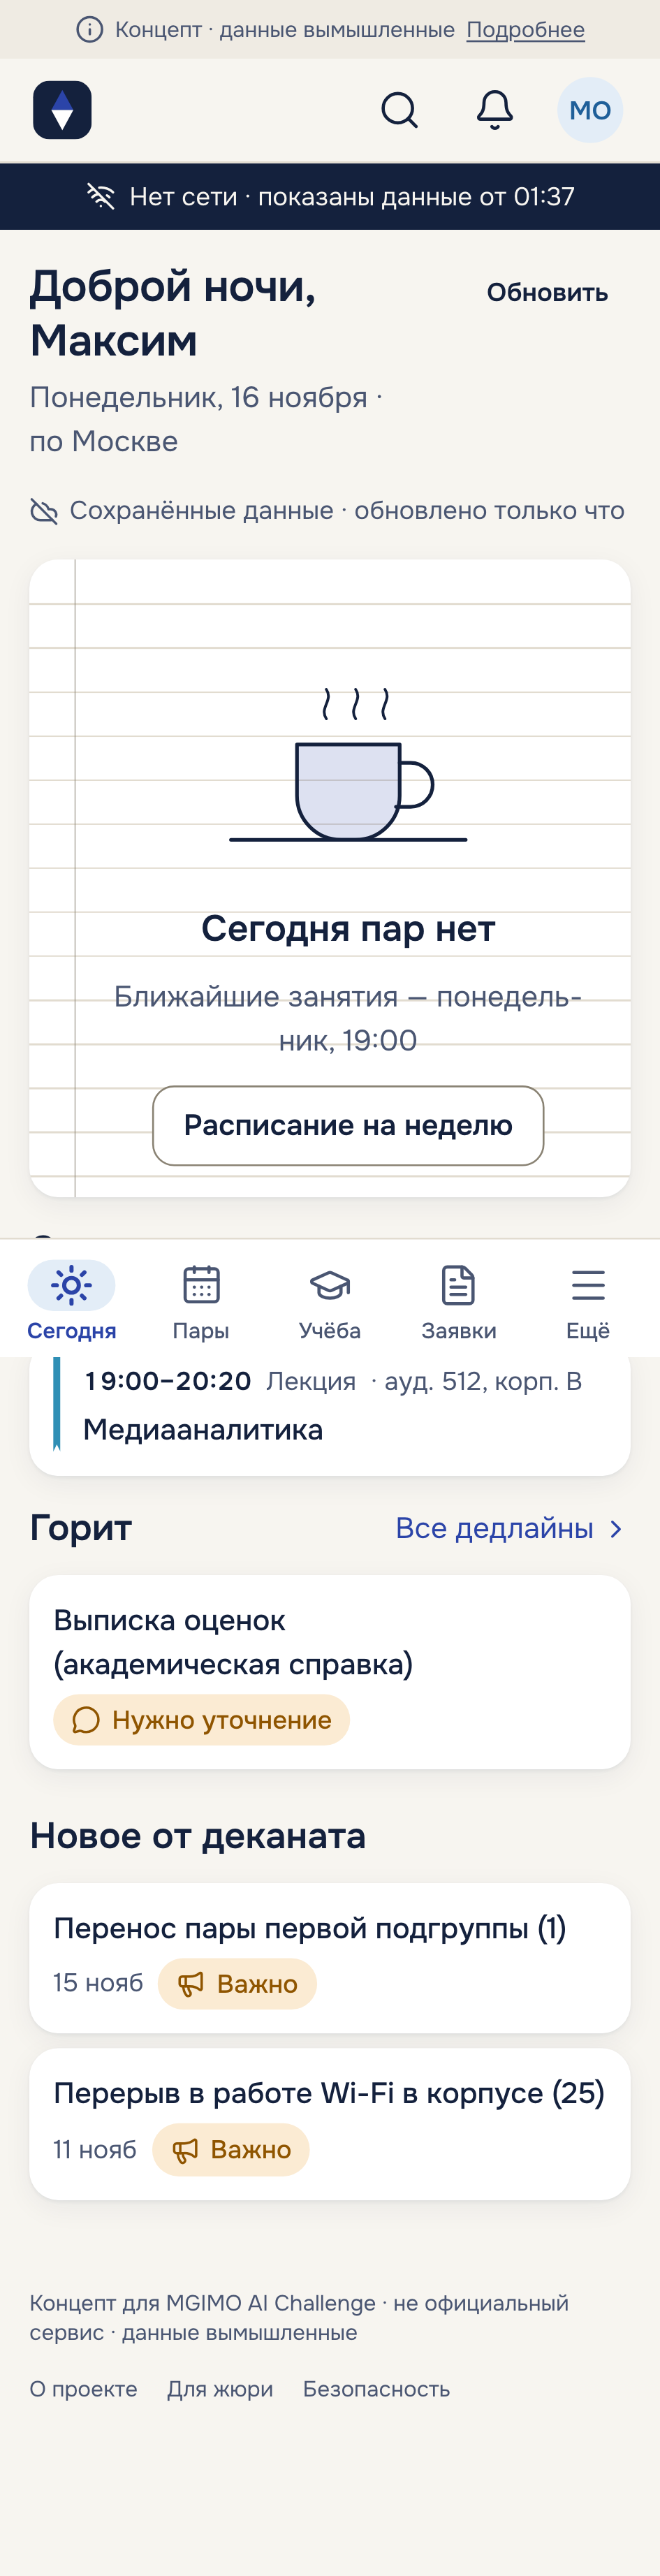 Концепт · данные вымышленные Подробнее
МО
Нет сети · показаны данные от 01:37
Доброй ночи,
Максим
Обновить
Понедельник, 16 ноября ·
по Москве
Сохранённые данные · обновлено только что
Сегодня пар нет
Ближайшие занятия — понедель-
ник, 19:00
Расписание на неделю
Сегодня Пары Учёба Заявки Ещё
19:00–20:20 Лекция · ауд. 512, корп. В
Медиааналитика
Горит
Все дедлайны
Выписка оценок
(академическая справка)
Нужно уточнение
Новое от деканата
Перенос пары первой подгруппы (1)
15 нояб Важно
Перерыв в работе Wi-Fi в корпусе (25)
11 нояб Важно
Концепт для MGIMO AI Challenge · не официальный
сервис · данные вымышленные
О проекте Для жюри Безопасность